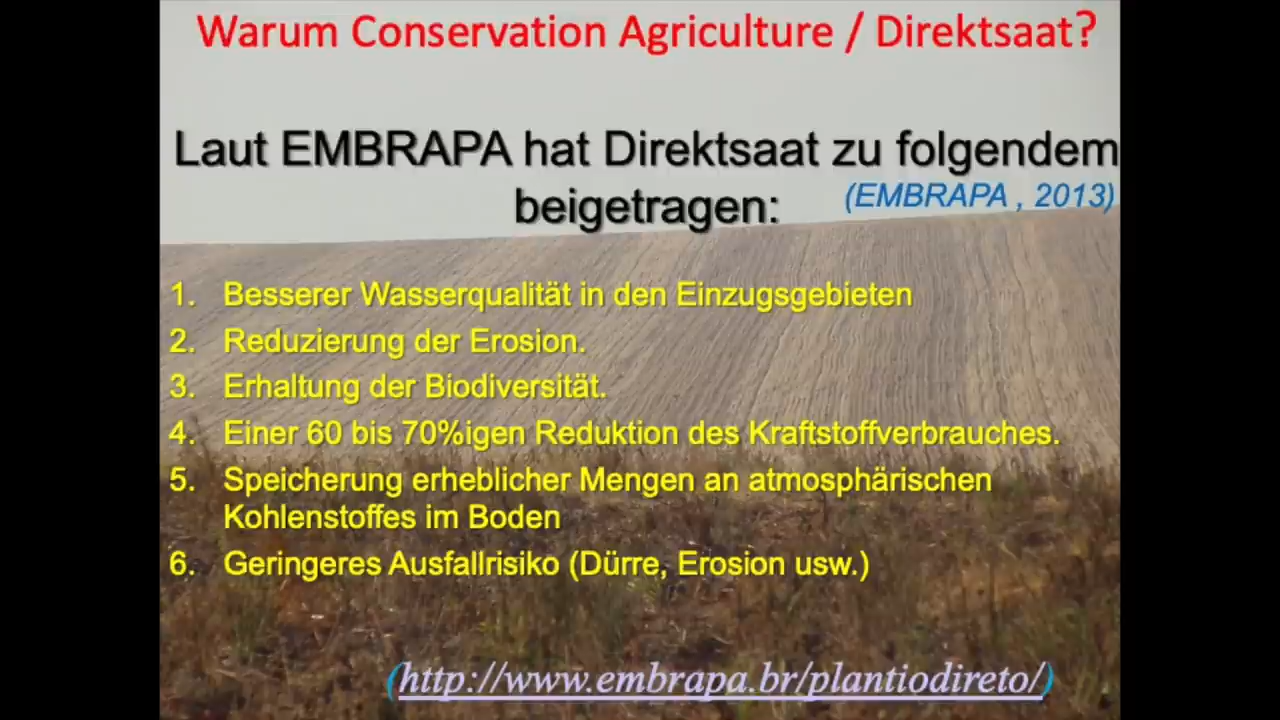 Warum Conservation Agriculture / Direktsaat?
Laut EMBRAPA hat Direktsaat zu folgendem
beigetragen:
(EMBRAPA , 2013)
1. Besserer Wasserqualität in den Einzugsgebieten
2. Reduzierung der Erosion.
3. Erhaltung der Biodiversität.
4. Einer 60 bis 70%igen Reduktion des Kraftstoffverbrauches.
5. Speicherung erheblicher Mengen an atmosphärischen
Kohlenstoffes im Boden
6. Geringeres Ausfallrisiko (Dürre, Erosion usw.)
(http://www.embrapa.br/plantiodireto/)